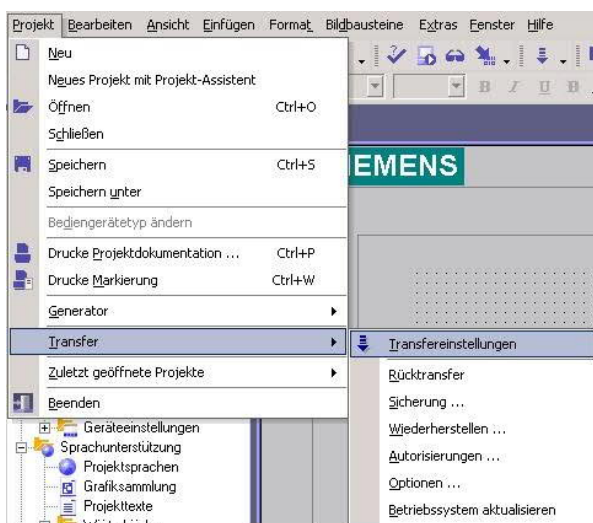 Projekt Bearbeiten Ansicht Einfügen Format Bildbausteine Extras Fenster Hilfe
Neu
Neues Projekt mit Projekt-Assistent
Öffnen Ctrl+O
Schließen
Speichern Ctrl+S
Speichern unter
Bediengerätetyp ändern
Drucke Projektdokumentation ... Ctrl+P
Drucke Markierung Ctrl+W
Generator
Transfer
Zuletzt geöffnete Projekte
Beenden
B I U B
IEMENS
Transfereinstellungen
Rücktransfer
Sicherung ...
Wiederherstellen ...
Autorisierungen ...
Optionen ...
Betriebssystem aktualisieren
Geräteeinstellungen
Sprachunterstützung
Projektsprachen
Grafiksammlung
Projekttexte